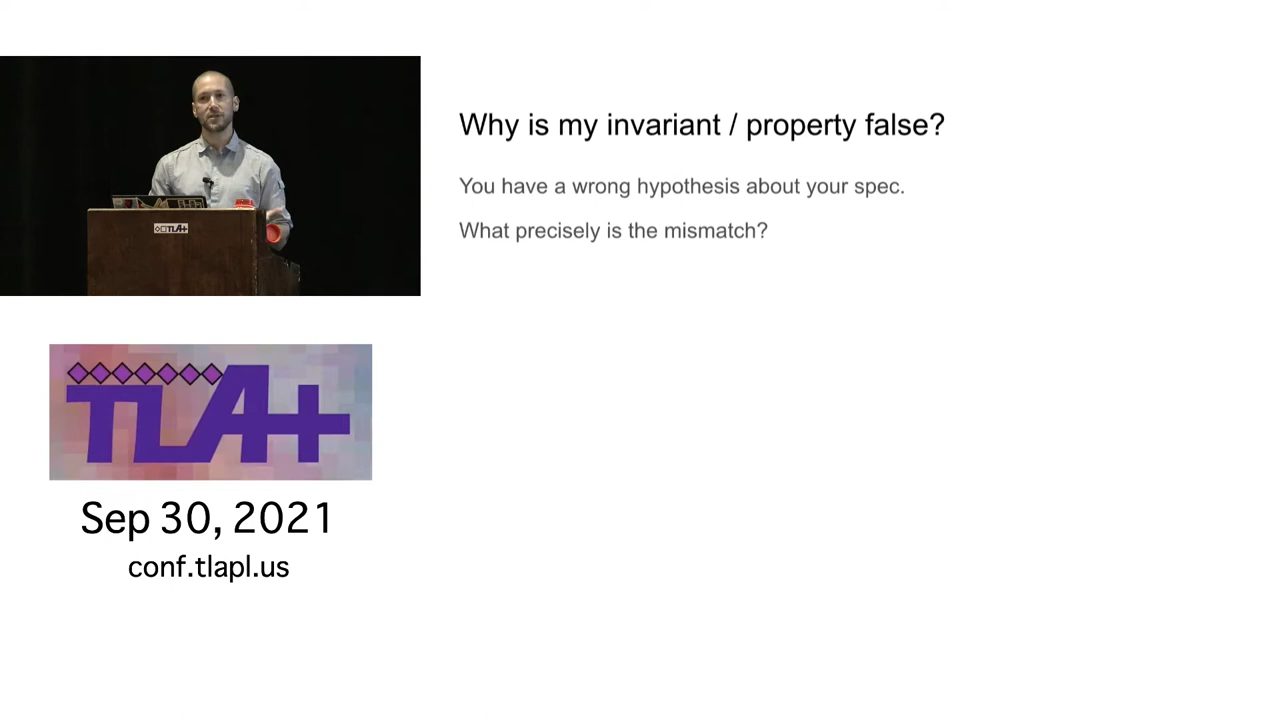 Why is my invariant / property false?
You have a wrong hypothesis about your spec.
What precisely is the mismatch?
TLA+
TLA+
Sep 30, 2021
conf.tlapl.us